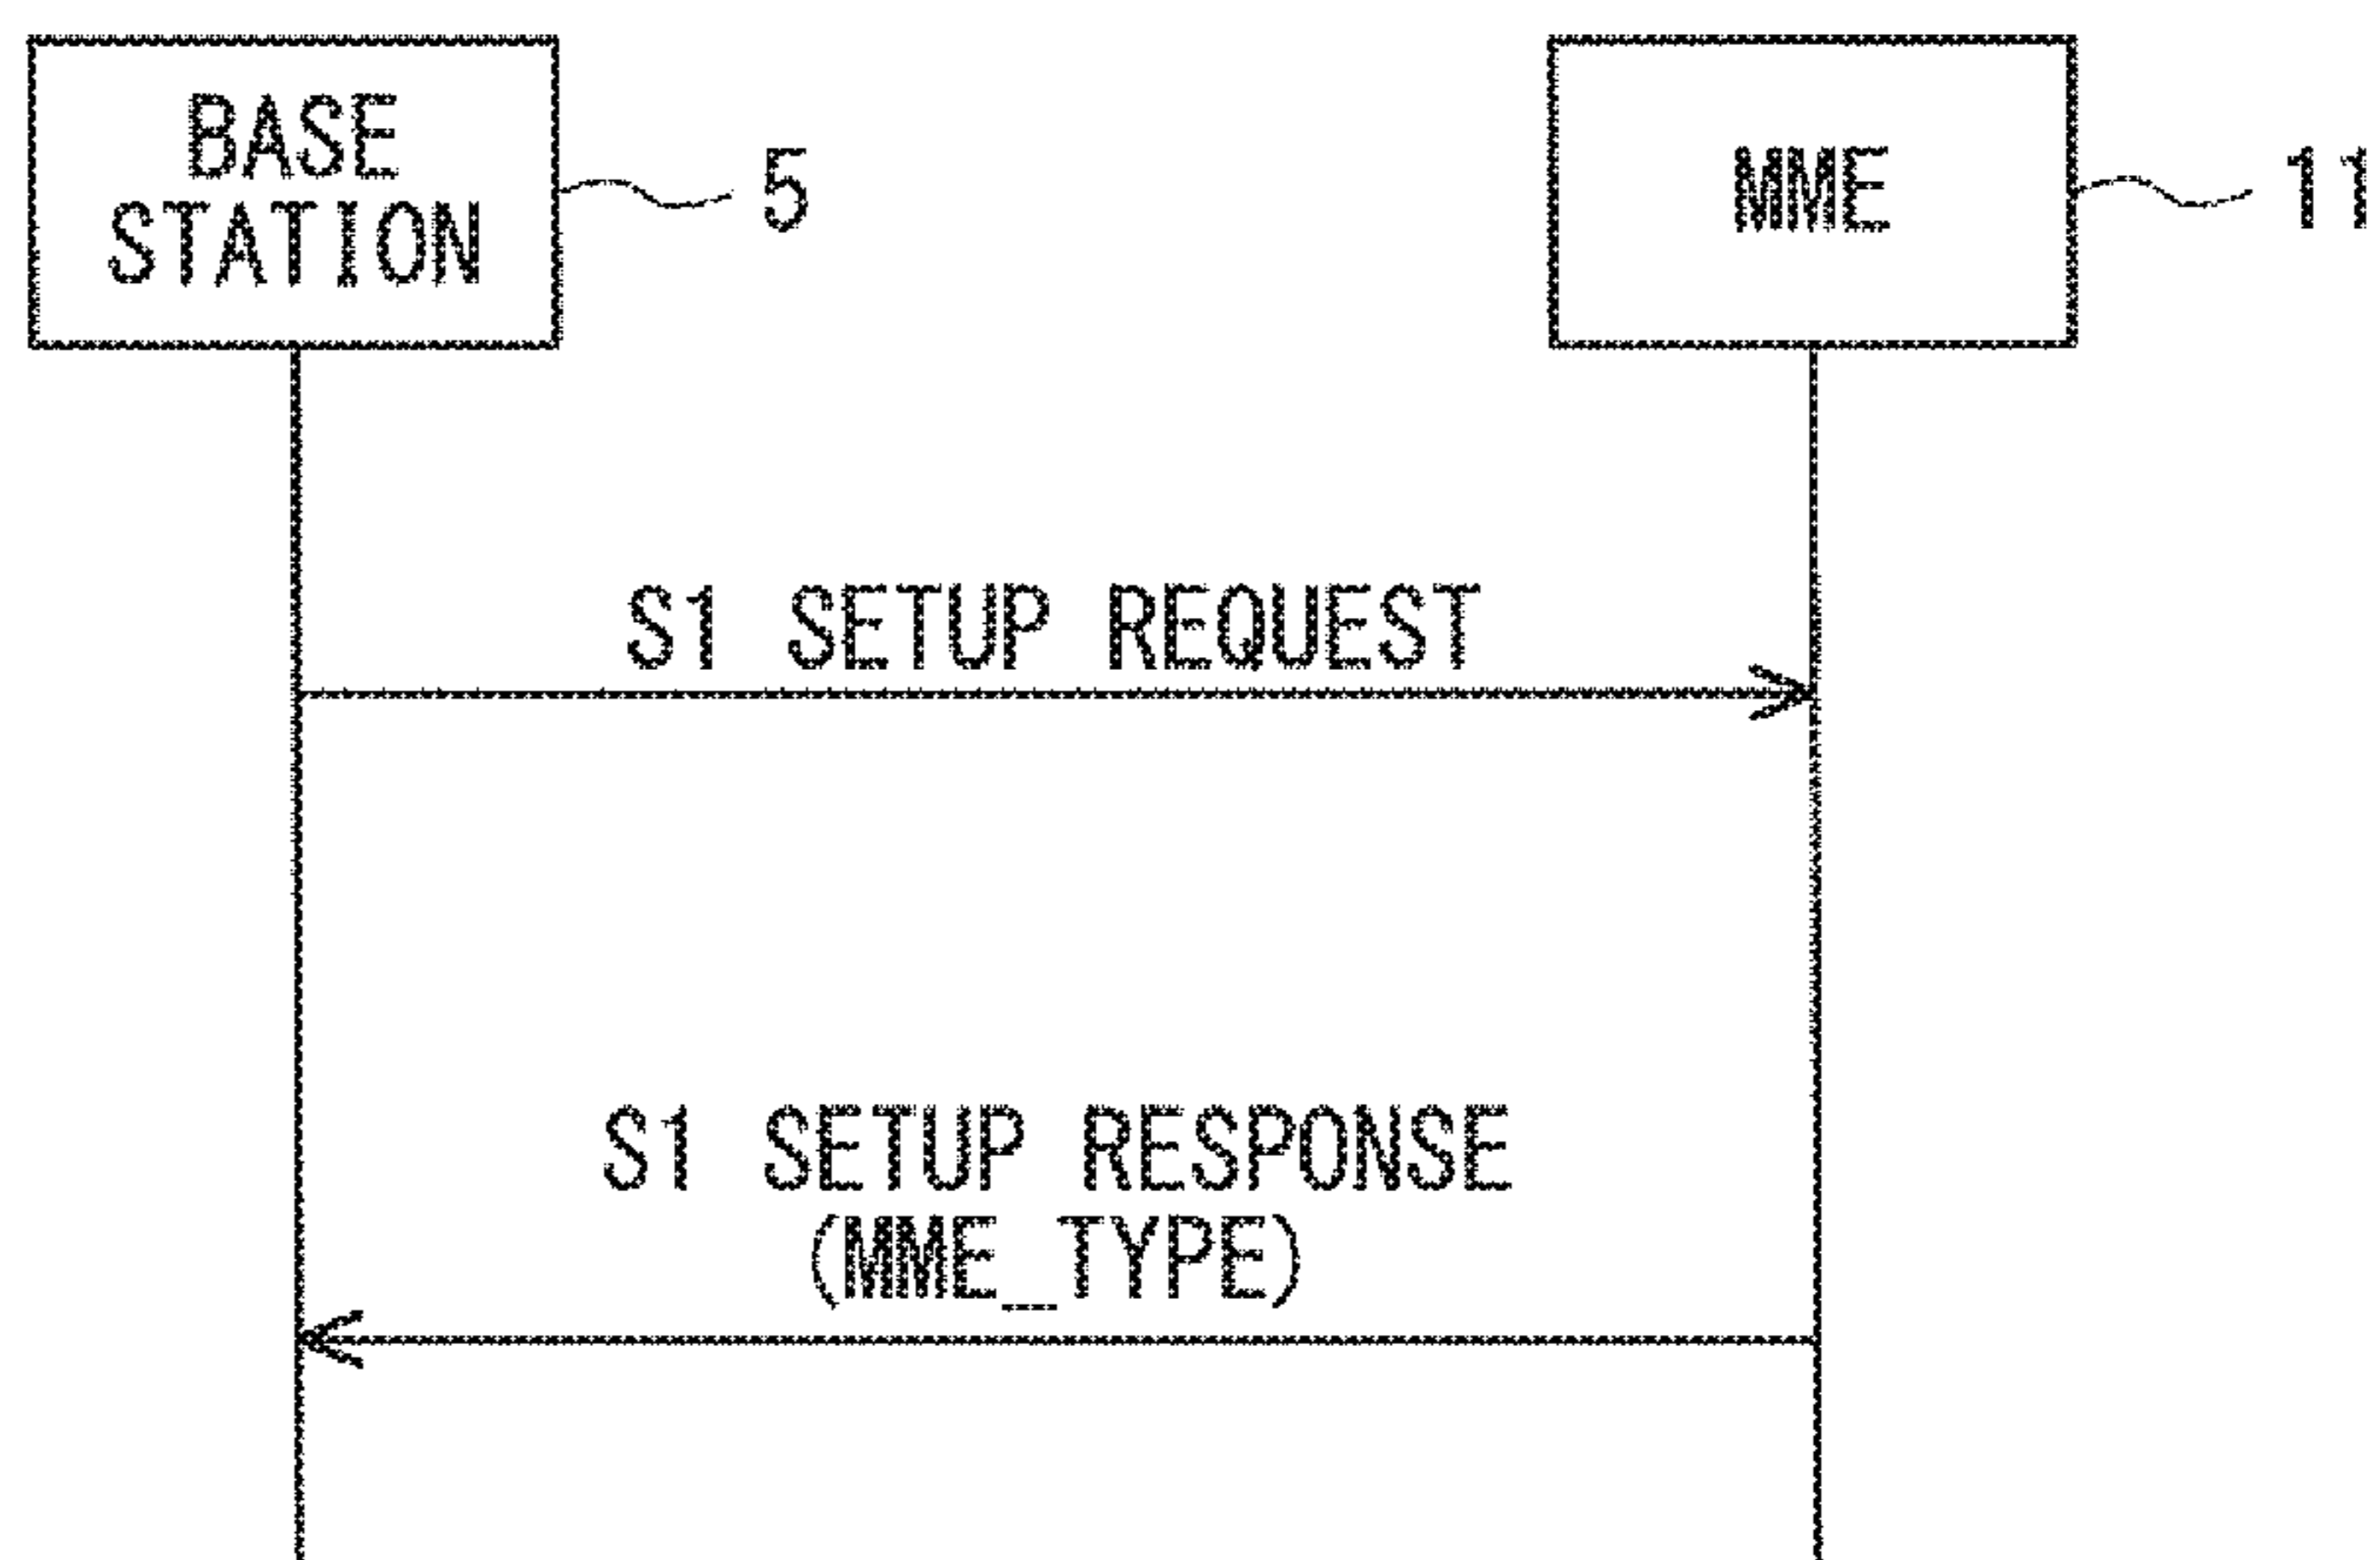 BASE
STATION
5
MME
11
S1 SETUP REQUEST
S1 SETUP RESPONSE
(MME_TYPE)